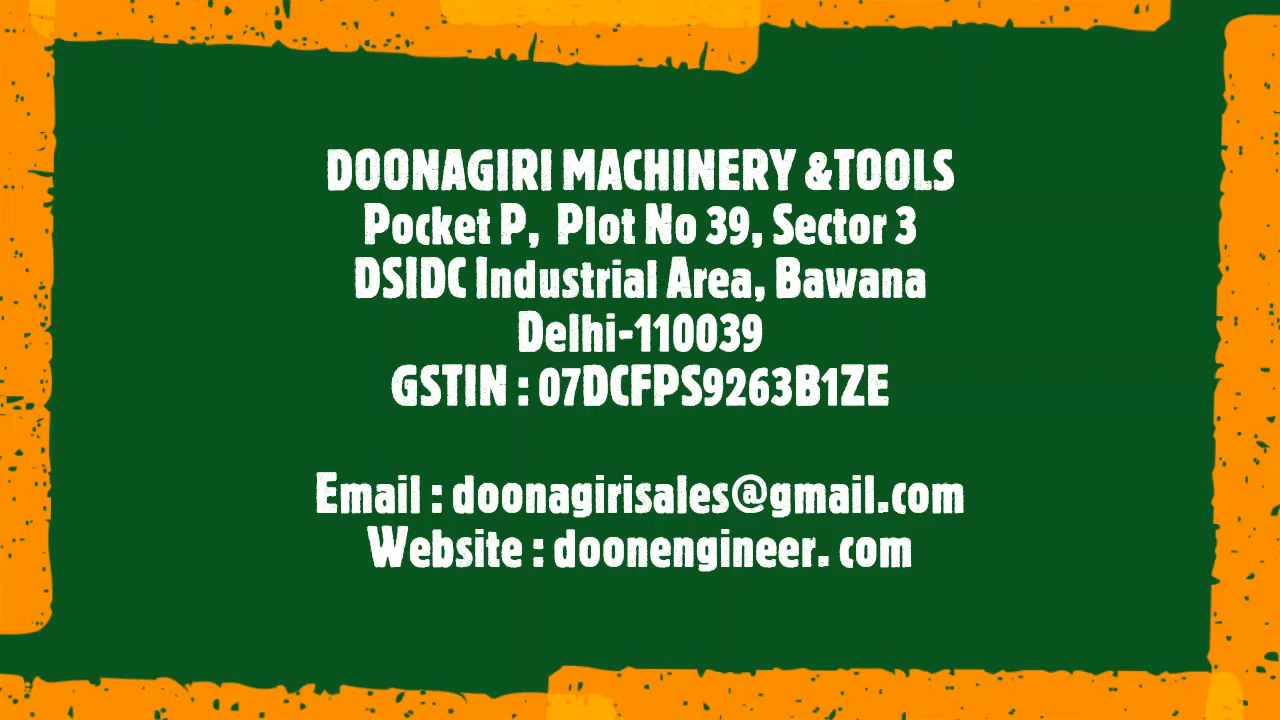 DOONAGIRI MACHINERY &TOOLS
Pocket P, Plot No 39, Sector 3
DSIDC Industrial Area, Bawana
Delhi-110039
GSTIN : 07DCFPS9263B1ZE
Email : doonagirisales@gmail.com
Website : doonengineer. com